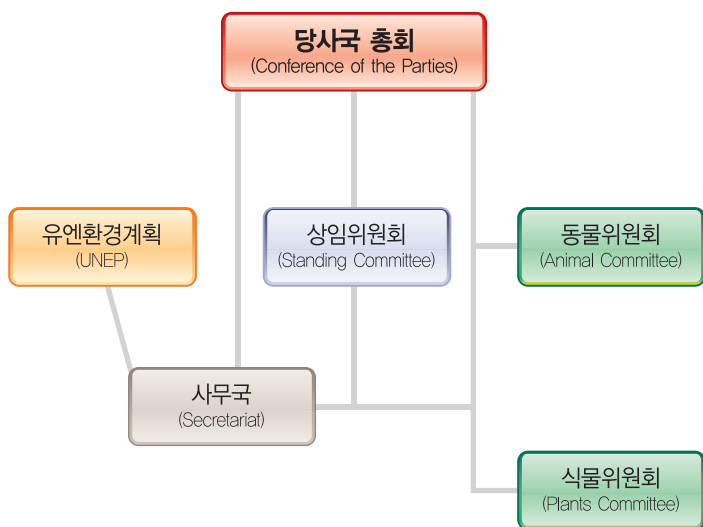 당사국 총회
(Conference of the Parties)
유엔환경계획
(UNEP)
상임위원회
(Standing Committee)
동물위원회
(Animal Committee)
사무국
(Secretariat)
식물위원회
(Plants Committee)